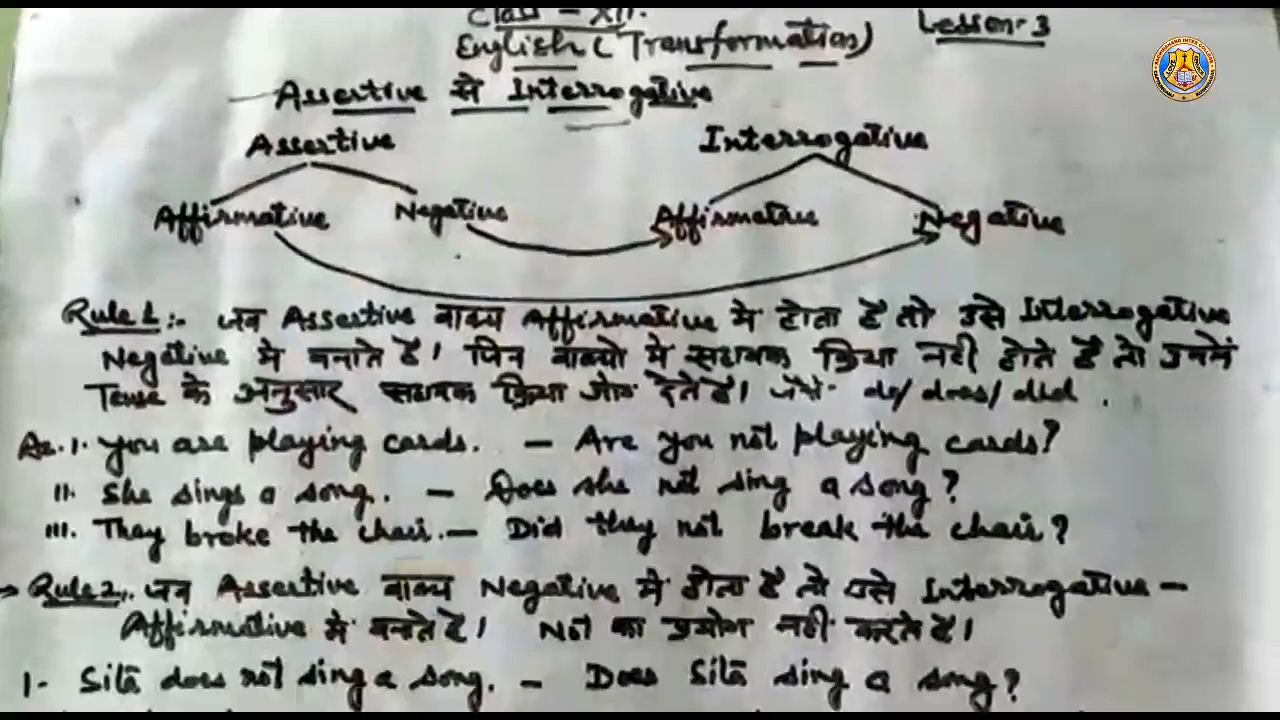 Class - XII.
Lesson-3
English (Transformation)
Assertive से Interrogative
Assertive Interrogative
Affirmative Negative Affirmative Negative
Rule 1:- जब Assertive वाक्य Affirmative मे होता है तो उसे Interrogative
Negative मे बनाते है। जिन वाक्यो मे सहायक क्रिया नही होते है तो उनमें
Tense के अनुसार सहायक क्रिया जोड देते है। जैसे- do/does/did.
1. You are playing cards. - Are you not playing cards?
II. She sings a song. - Does she not sing a song?
III. They broke the chair. - Did they not break the chair?
→ Rule 2.. जब Assertive वाक्य Negative मे होता है तो उसे Interrogative -
Affirmative मे बनाते है। Not का प्रयोग नही करते है।
1- Sitā does not sing a song. - Does Sitā sing a song?